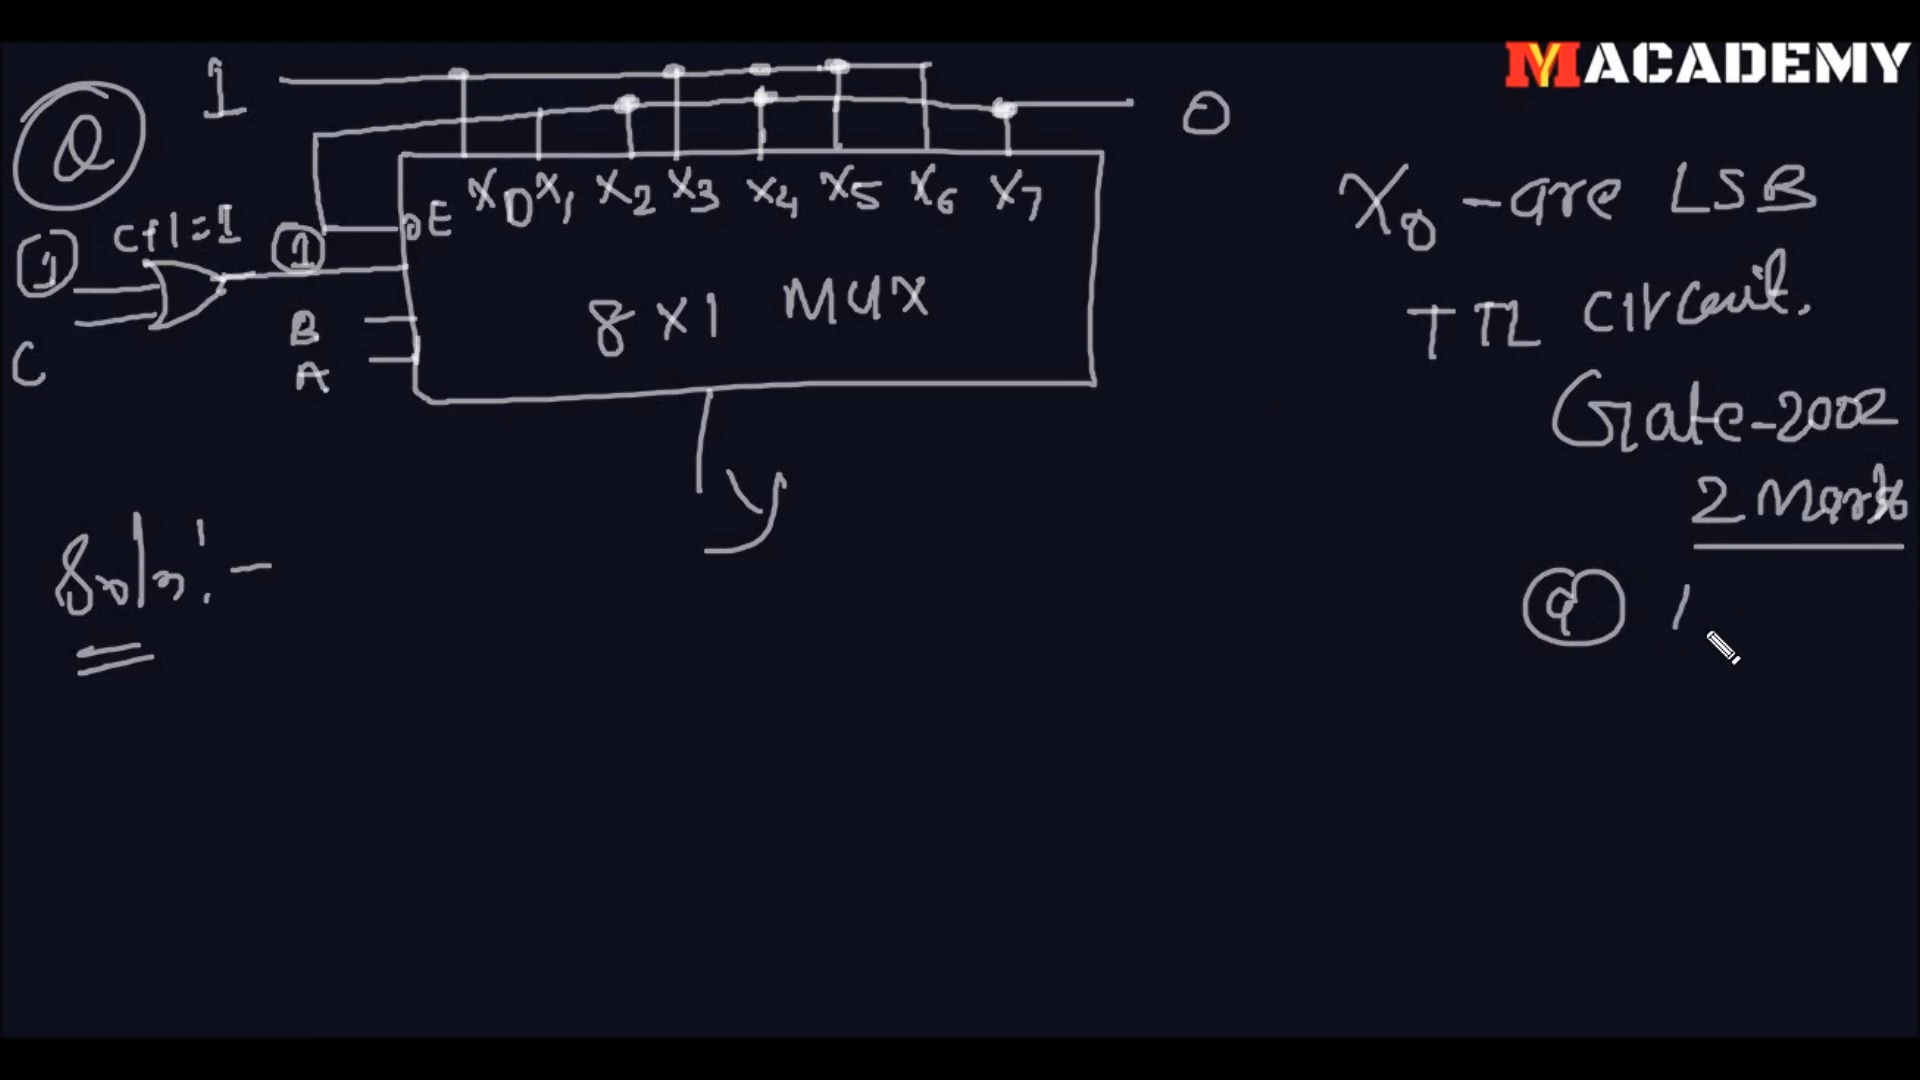 MACADEMY
Q
1
0
1
C+1=1
1
C
B
A
E X0 X1 X2 X3 X4 X5 X6 X7
8X1 MUX
y
X0 - are LSB
TTL Circuit.
Gate-2002
2 Marks
Soln:-
a 1